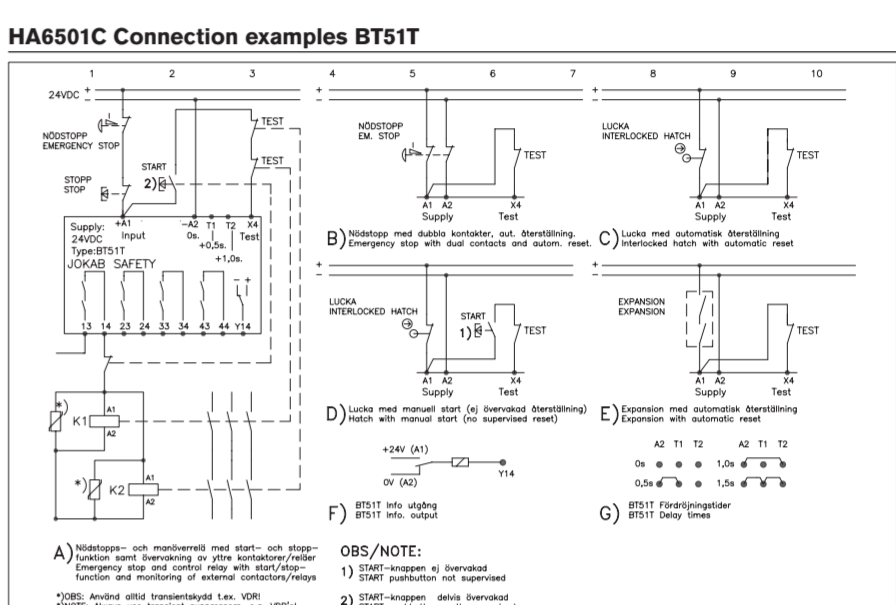 HA6501C Connection examples BT51T
1 2 3 4 5 6 7 8 9 10
24VDC + −
+ −
+ −
NÖDSTOPP
EMERGENCY STOP
STOPP
STOP
START
2)
TEST
TEST
+A1 −A2 T1 T2 X4
Supply: Input 0s. Test
24VDC +0,5s.
Type:BT51T +1,0s.
JOKAB SAFETY
− +
13 14 23 24 33 34 43 44 Y14
*)
K1
A1
A2
*)
K2
A1
A2
A) Nödstopps− och manöverrelä med start− och stopp−
funktion samt övervakning av yttre kontaktorer/reläer
Emergency stop and control relay with start/stop−
function and monitoring of external contactors/relays
*)OBS: Använd alltid transientskydd t.ex. VDR!
NÖDSTOPP
EM. STOP
TEST
A1 A2 X4
Supply Test
B) Nödstopp med dubbla kontakter, aut. återställning.
Emergency stop with dual contacts and autom. reset.
LUCKA
INTERLOCKED HATCH
TEST
A1 A2 X4
Supply Test
C) Lucka med automatisk återställning
Interlocked hatch with automatic reset
+ −
LUCKA
INTERLOCKED HATCH
START
1)
TEST
A1 A2 X4
Supply Test
D) Lucka med manuell start (ej övervakad återställning)
Hatch with manual start (no supervised reset)
+ −
EXPANSION
EXPANSION
TEST
A1 A2 X4
Supply Test
E) Expansion med automatisk återställning
Expansion with automatic reset
+24V (A1)
0V (A2)
Y14
F) BT51T Info utgång
BT51T Info. output
A2 T1 T2 A2 T1 T2
0s 1,0s
0,5s 1,5s
G) BT51T Fördröjningstider
BT51T Delay times
OBS/NOTE:
1) START−knappen ej övervakad
START pushbutton not supervised
2) START−knappen delvis övervakad